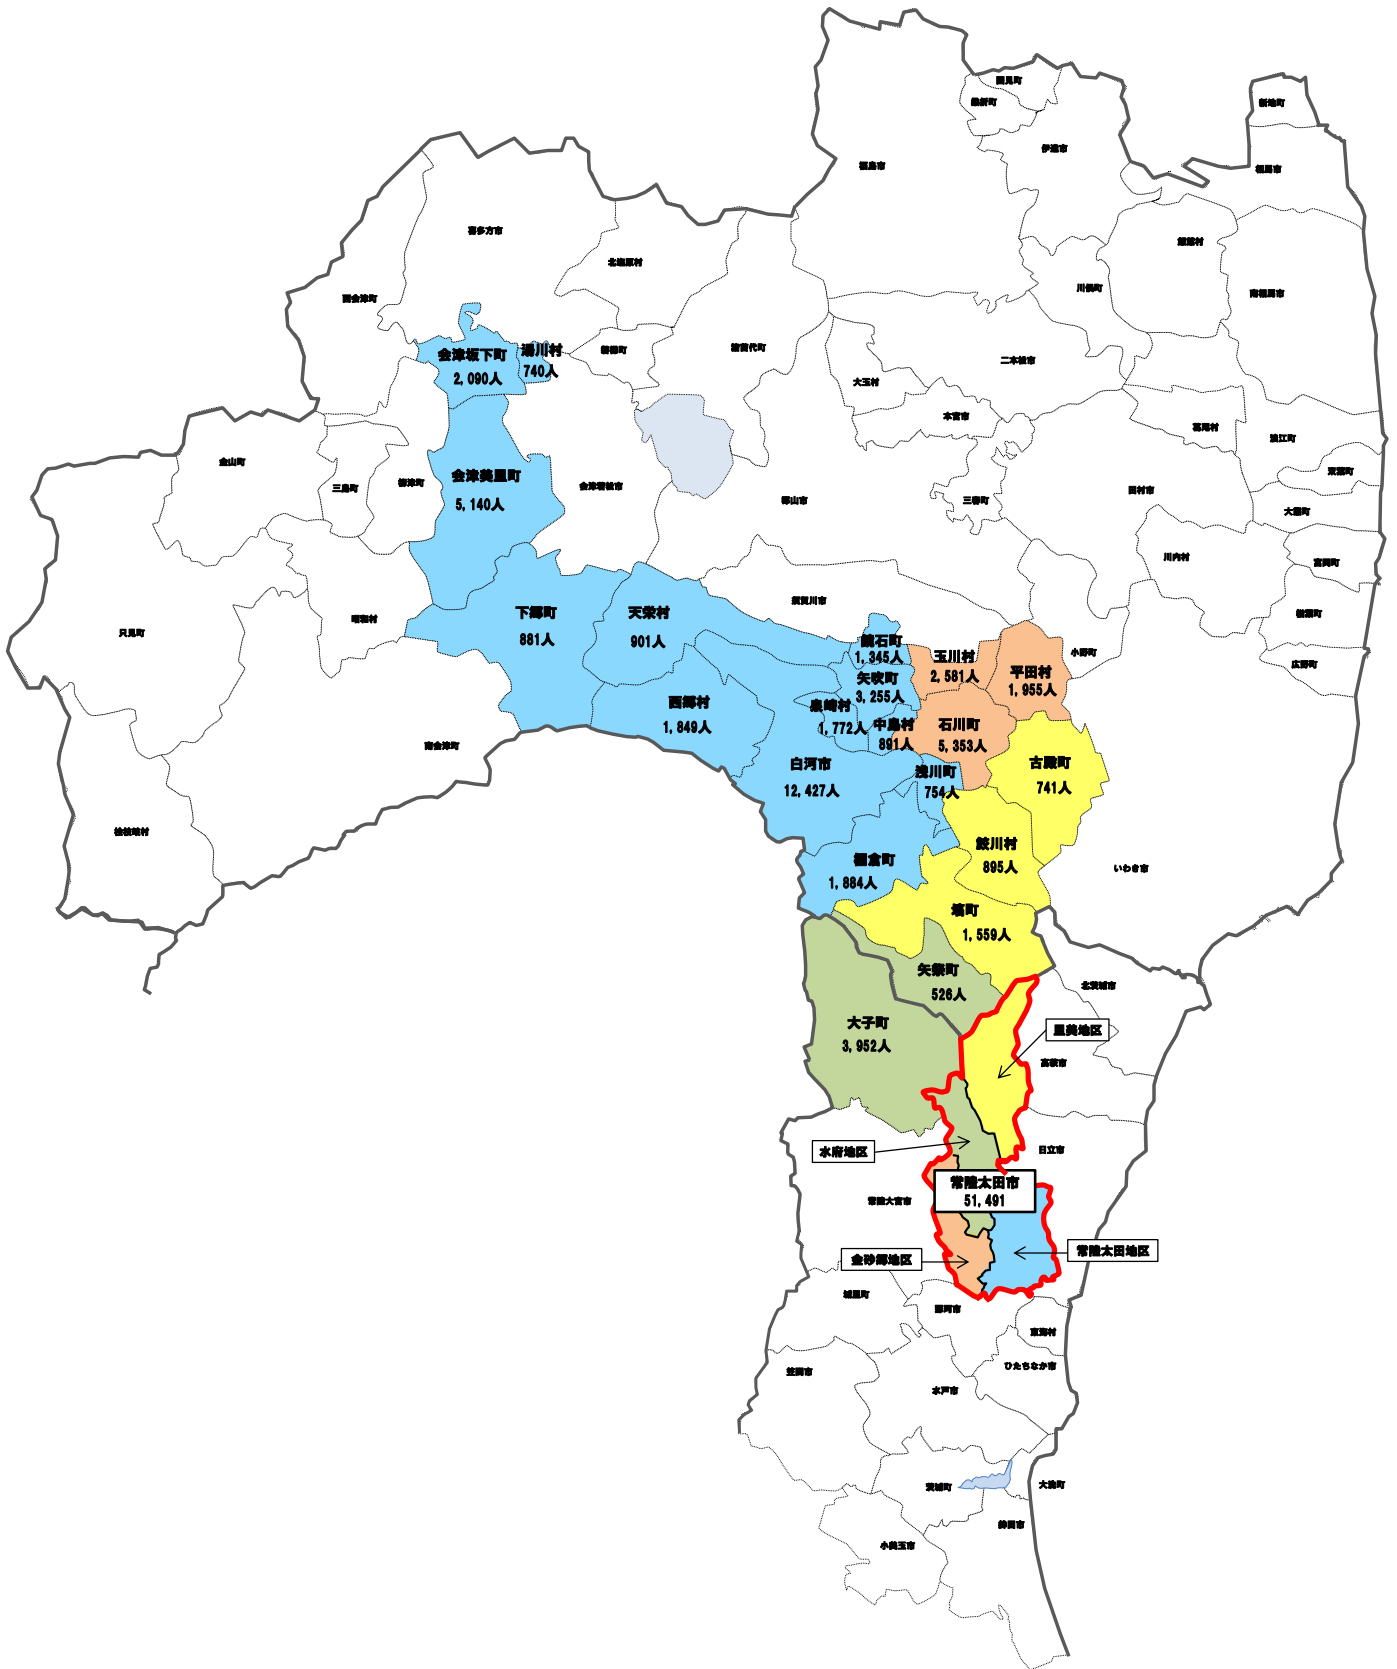 国見町
桑折町
新地町
伊達市
福島市
相馬市
喜多方市
飯舘村
北塩原村
川俣町
南相馬市
西会津町
会津坂下町
2,090人
湯川村
740人
磐梯町
猪苗代町
二本松市
大玉村
本宮市
葛尾村
浪江町
双葉町
金山町
三島町
柳津町
会津美里町
5,140人
会津若松市
郡山市
三春町
田村市
大熊町
川内村
富岡町
須賀川市
楢葉町
只見町
昭和村
下郷町
881人
天栄村
901人
鏡石町
1,345人
玉川村
2,581人
平田村
1,955人
小野町
広野町
矢吹町
3,255人
西郷村
1,849人
泉崎村
1,772人
中島村
891人
石川町
5,353人
南会津町
白河市
12,427人
浅川町
754人
古殿町
741人
檜枝岐村
棚倉町
1,884人
鮫川村
895人
いわき市
塙町
1,559人
矢祭町
526人
北茨城市
大子町
3,952人
里美地区
高萩市
水府地区
日立市
常陸太田市
51,491
常陸大宮市
金砂郷地区
常陸太田地区
城里町
那珂市
東海村
ひたちなか市
笠間市
水戸市
茨城町
大洗町
鉾田市
小美玉市